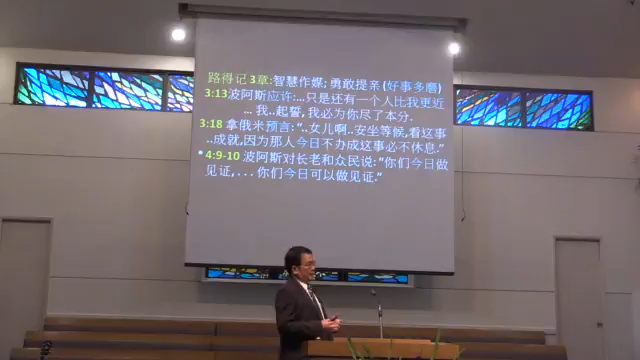 路得记 3章:智慧作媒; 勇敢提亲 (好事多磨)
3:13波阿斯应许:...只是还有一个人比我更近
... 我..起誓, 我必为你尽了本分.
3:18 拿俄米预言: “..女儿啊..安坐等候,看这事
..成就,因为那人今日不办成这事必不休息.”
* 4:9-10 波阿斯对长老和众民说: “你们今日做
见证, . . . 你们今日可以做见证.”